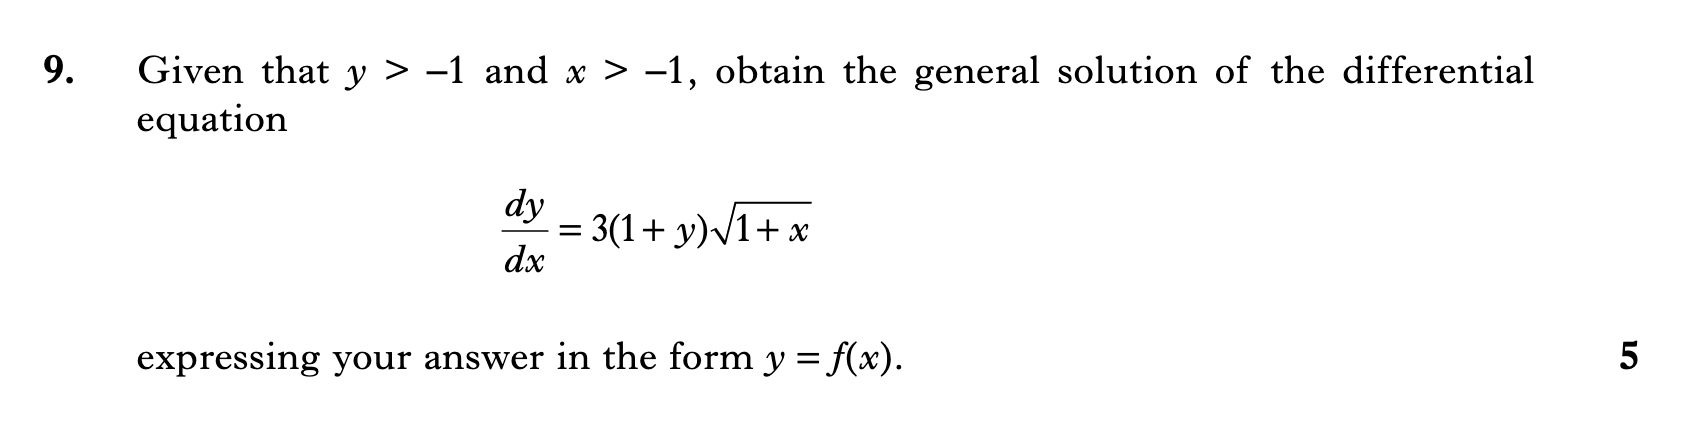 9. Given that y > –1 and x > –1, obtain the general solution of the differential
equation
dy/dx = 3(1 + y)√(1 + x)
expressing your answer in the form y = f(x). 5